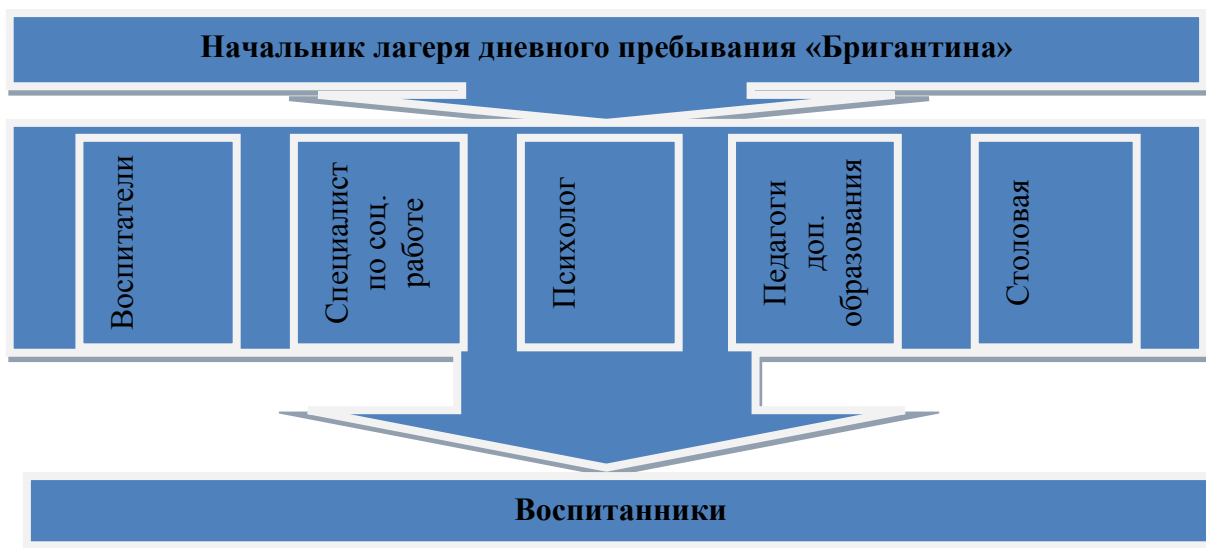 Начальник лагеря дневного пребывания «Бригантина»
Воспитатели
Специалист
по соц.
работе
Психолог
Педагоги
доп.
образования
Столовая
Воспитанники